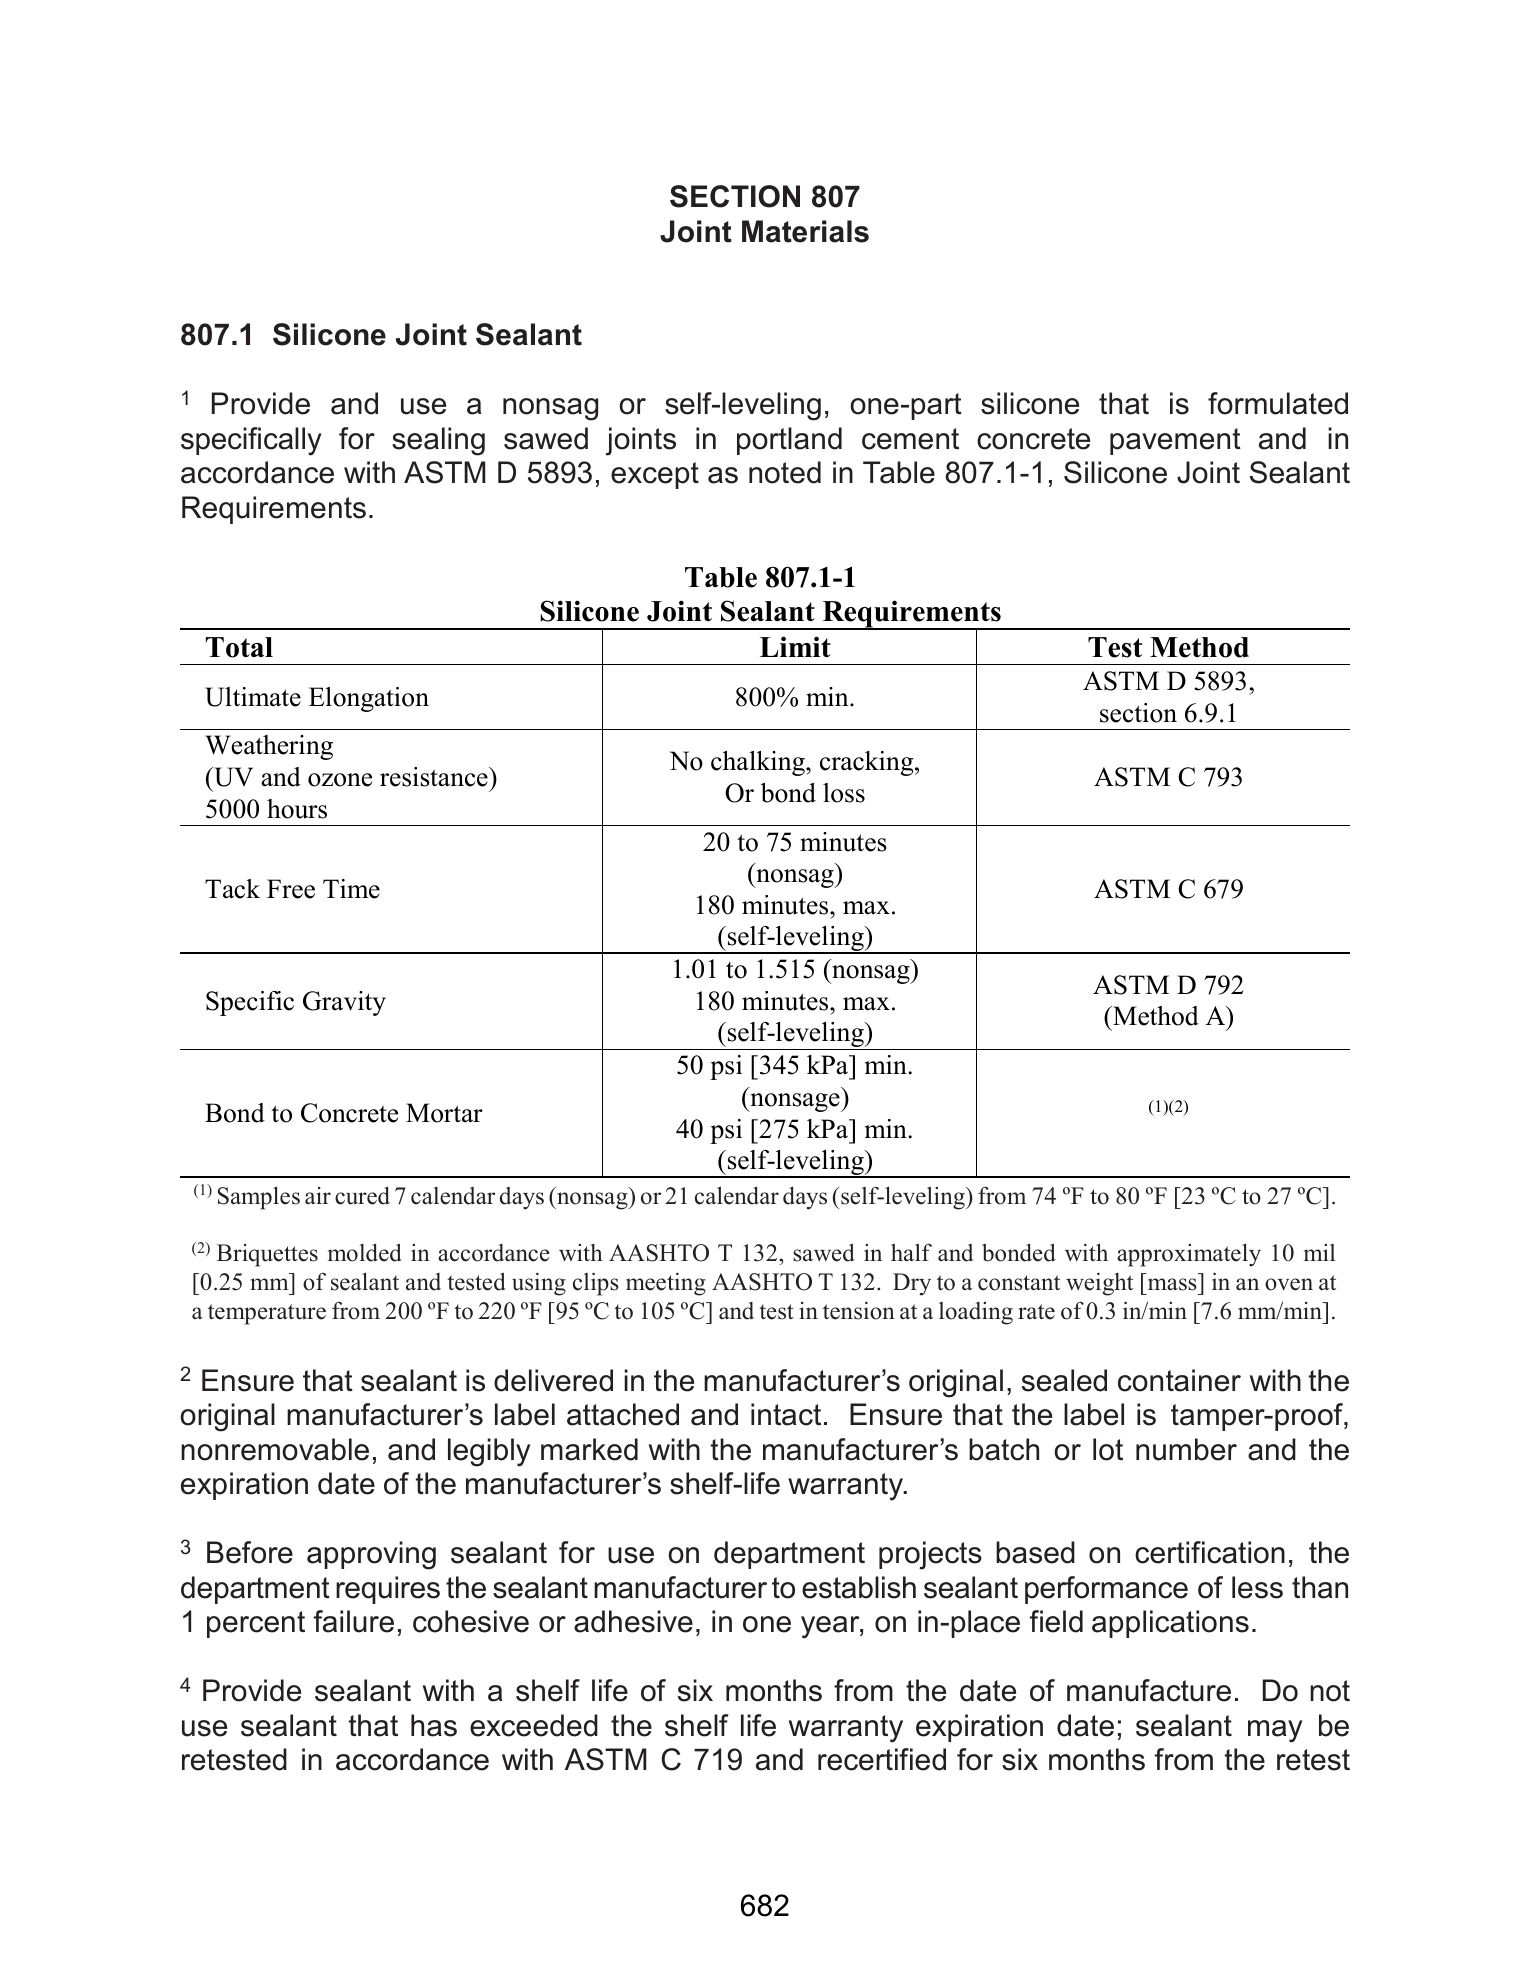 SECTION 807
Joint Materials
807.1 Silicone Joint Sealant
1 Provide and use a nonsag or self-leveling, one-part silicone that is formulated
specifically for sealing sawed joints in portland cement concrete pavement and in
accordance with ASTM D 5893, except as noted in Table 807.1-1, Silicone Joint Sealant
Requirements.
Table 807.1-1
Silicone Joint Sealant Requirements
Total Limit Test Method
Ultimate Elongation 800% min. ASTM D 5893,
section 6.9.1
Weathering
(UV and ozone resistance)
5000 hours
No chalking, cracking,
Or bond loss
ASTM C 793
Tack Free Time
20 to 75 minutes
(nonsag)
180 minutes, max.
(self-leveling)
ASTM C 679
Specific Gravity
1.01 to 1.515 (nonsag)
180 minutes, max.
(self-leveling)
ASTM D 792
(Method A)
Bond to Concrete Mortar
50 psi [345 kPa] min.
(nonsage)
40 psi [275 kPa] min.
(self-leveling)
(1)(2)
(1) Samples air cured 7 calendar days (nonsag) or 21 calendar days (self-leveling) from 74 ºF to 80 ºF [23 ºC to 27 ºC].
(2) Briquettes molded in accordance with AASHTO T 132, sawed in half and bonded with approximately 10 mil
[0.25 mm] of sealant and tested using clips meeting AASHTO T 132. Dry to a constant weight [mass] in an oven at
a temperature from 200 ºF to 220 ºF [95 ºC to 105 ºC] and test in tension at a loading rate of 0.3 in/min [7.6 mm/min].
2 Ensure that sealant is delivered in the manufacturer’s original, sealed container with the
original manufacturer’s label attached and intact. Ensure that the label is tamper-proof,
nonremovable, and legibly marked with the manufacturer’s batch or lot number and the
expiration date of the manufacturer’s shelf-life warranty.
3 Before approving sealant for use on department projects based on certification, the
department requires the sealant manufacturer to establish sealant performance of less than
1 percent failure, cohesive or adhesive, in one year, on in-place field applications.
4 Provide sealant with a shelf life of six months from the date of manufacture. Do not
use sealant that has exceeded the shelf life warranty expiration date; sealant may be
retested in accordance with ASTM C 719 and recertified for six months from the retest
682